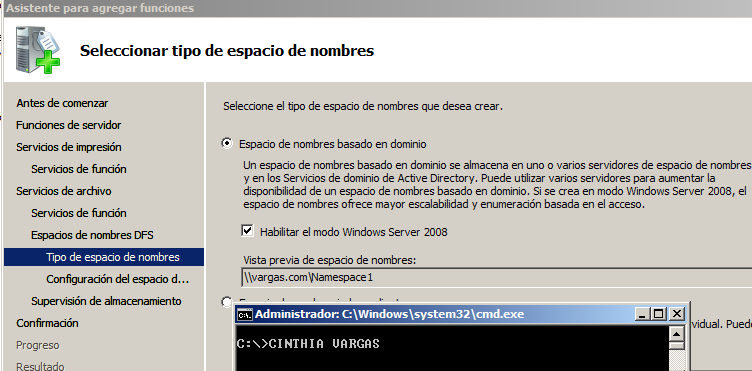 Asistente para agregar funciones
Seleccionar tipo de espacio de nombres
Antes de comenzar
Funciones de servidor
Servicios de impresión
Servicios de función
Servicios de archivo
Servicios de función
Espacios de nombres DFS
Tipo de espacio de nombres
Configuración del espacio d...
Supervisión de almacenamiento
Confirmación
Progreso
Resultado
Seleccione el tipo de espacio de nombres que desea crear.
Espacio de nombres basado en dominio
Un espacio de nombres basado en dominio se almacena en uno o varios servidores de espacio de nombres
y en los Servicios de dominio de Active Directory. Puede utilizar varios servidores para aumentar la
disponibilidad de un espacio de nombres basado en dominio. Si se crea en modo Windows Server 2008, el
espacio de nombres ofrece mayor escalabilidad y enumeración basada en el acceso.
Habilitar el modo Windows Server 2008
Vista previa de espacio de nombres:
\\vargas.com\Namespace1
vidual. Puede
Administrador: C:\Windows\system32\cmd.exe
C:\>CINTHIA VARGAS